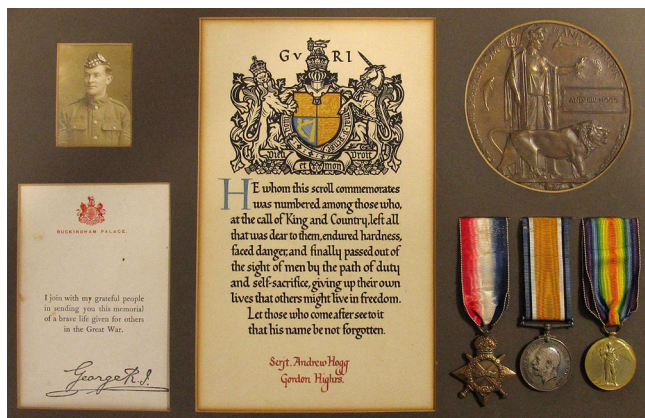 BUCKINGHAM PALACE.
I join with my grateful people
in sending you this memorial
of a brave life given for others
in the Great War.
George R.I.
G V R I
Dieu et mon Droit
HE whom this scroll commemorates
was numbered among those who,
at the call of King and Country, left all
that was dear to them, endured hardness,
faced danger, and finally passed out of
the sight of men by the path of duty
and self-sacrifice, giving up their own
lives that others might live in freedom.
Let those who come after see to it
that his name be not forgotten.
Serjt. Andrew Hogg
Gordon Highrs.
ANDREW HOGG